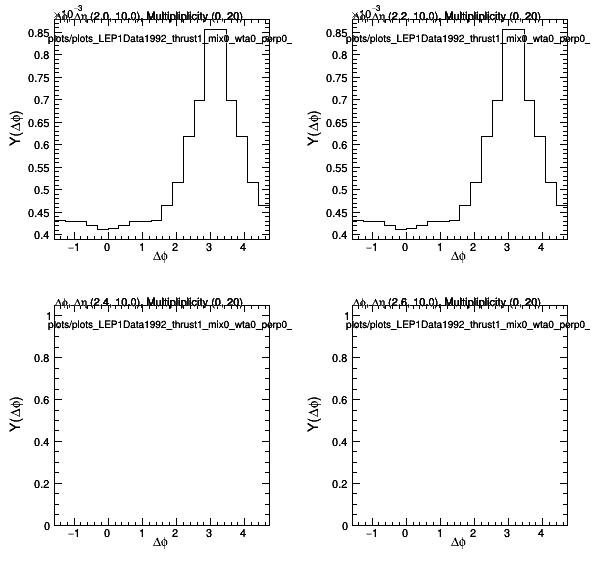 ×10⁻³ Δφ, Δη (2.0, 10.0), Multipliplicity (0, 20)
plots/plots_LEP1Data1992_thrust1_mix0_wta0_perp0_
Y(Δφ)
0.85
0.8
0.75
0.7
0.65
0.6
0.55
0.5
0.45
0.4
−1 0 1 2 3 4
Δφ
×10⁻³ Δφ, Δη (2.2, 10.0), Multipliplicity (0, 20)
plots/plots_LEP1Data1992_thrust1_mix0_wta0_perp0_
Y(Δφ)
0.85
0.8
0.75
0.7
0.65
0.6
0.55
0.5
0.45
0.4
−1 0 1 2 3 4
Δφ
Δφ, Δη (2.4, 10.0), Multipliplicity (0, 20)
plots/plots_LEP1Data1992_thrust1_mix0_wta0_perp0_
Y(Δφ)
1
0.8
0.6
0.4
0.2
0
−1 0 1 2 3 4
Δφ
Δφ, Δη (2.6, 10.0), Multipliplicity (0, 20)
plots/plots_LEP1Data1992_thrust1_mix0_wta0_perp0_
Y(Δφ)
1
0.8
0.6
0.4
0.2
0
−1 0 1 2 3 4
Δφ